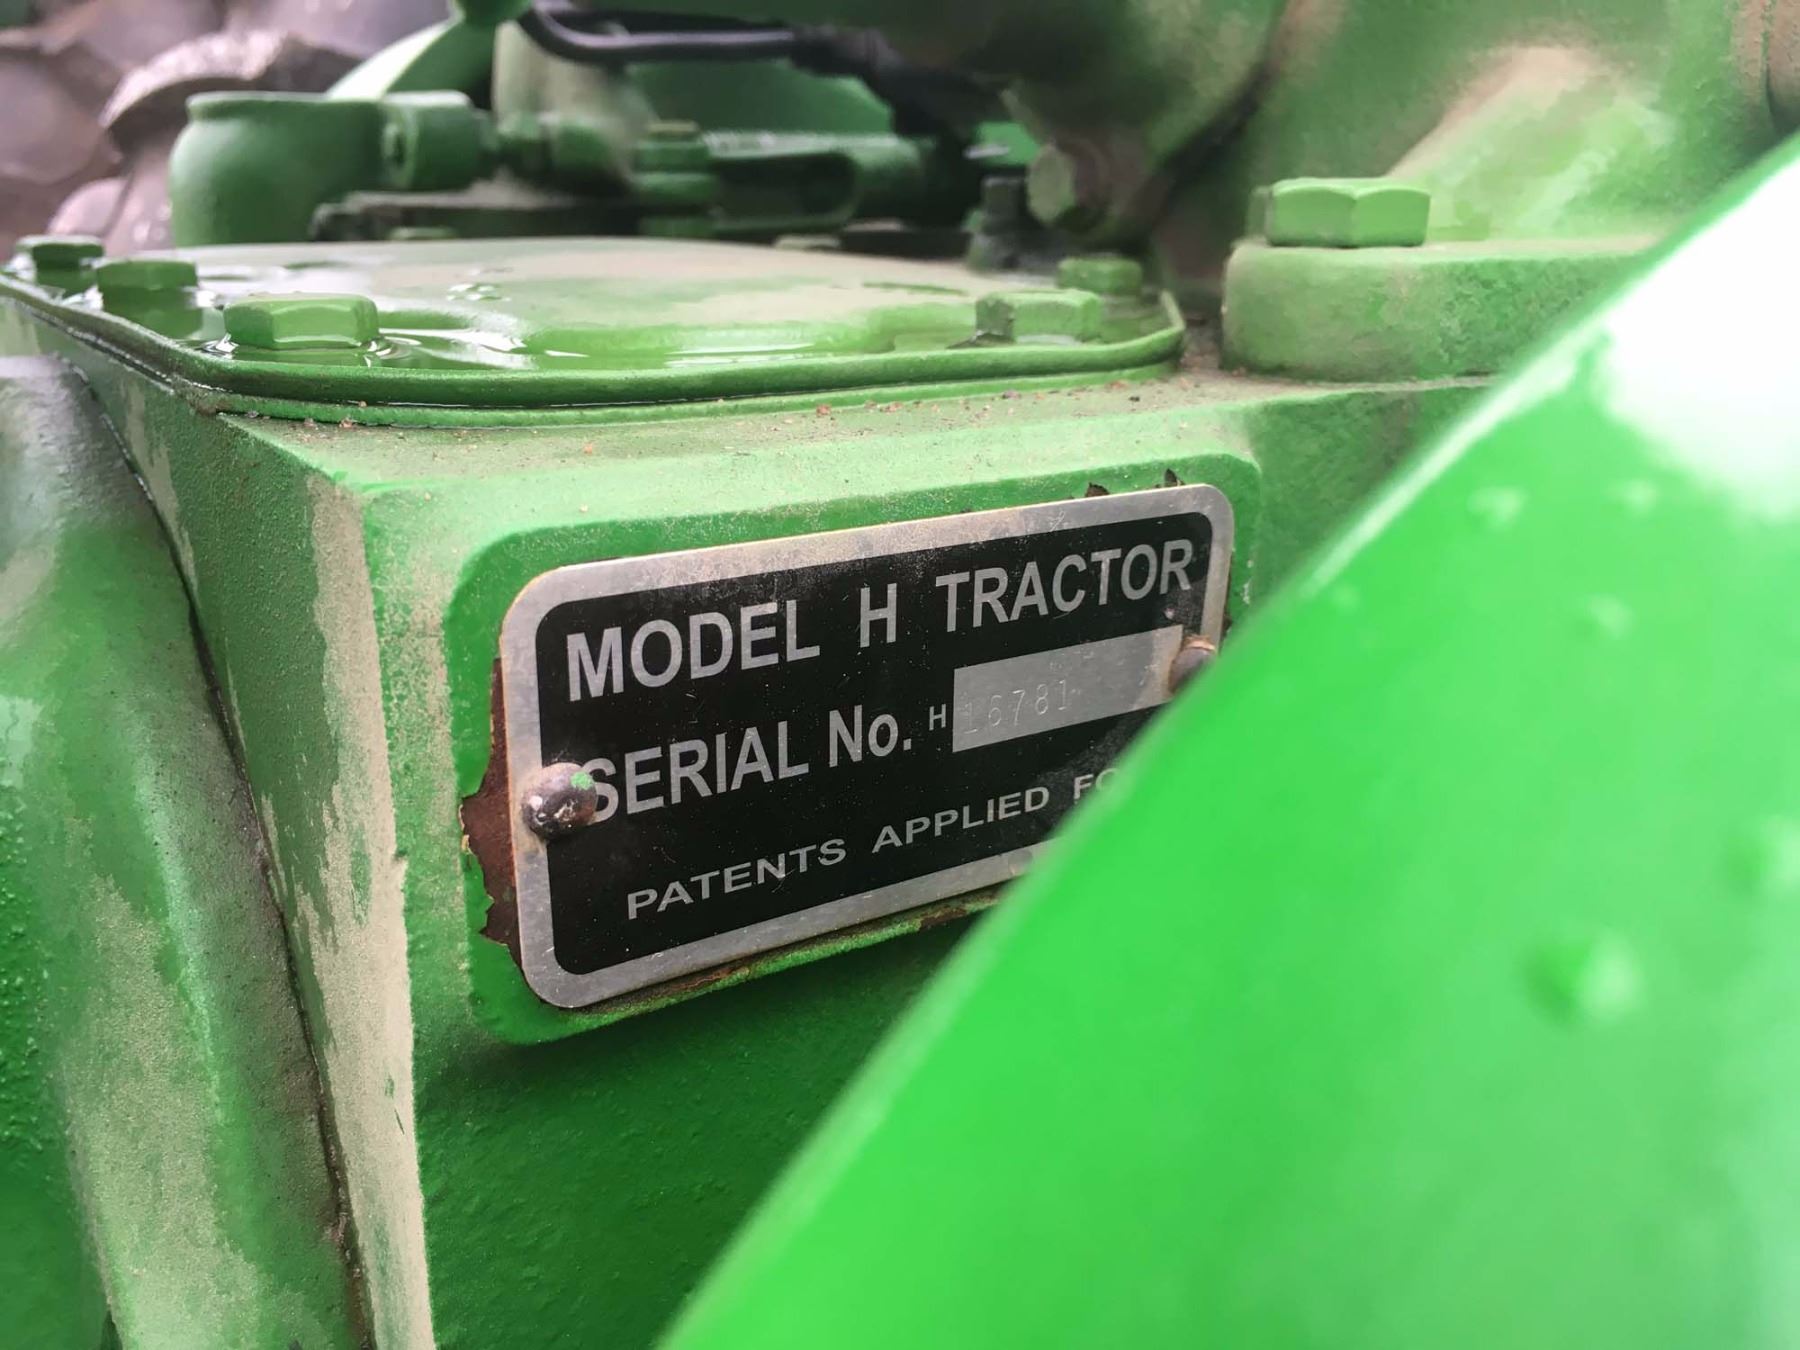 MODEL H TRACTOR
SERIAL No. H 16781
PATENTS APPLIED